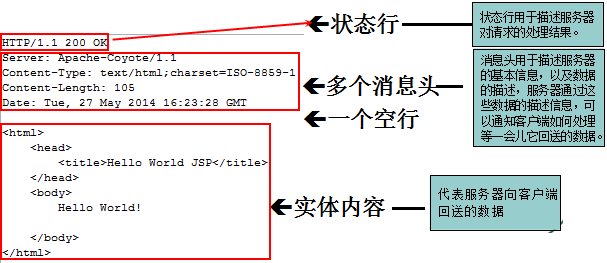 HTTP/1.1 200 OK
Server: Apache-Coyote/1.1
Content-Type: text/html;charset=ISO-8859-1
Content-Length: 105
Date: Tue, 27 May 2014 16:23:28 GMT
<html>
<head>
<title>Hello World JSP</title>
</head>
<body>
Hello World!
</body>
</html>
状态行
多个消息头
一个空行
实体内容
状态行用于描述服务器
对请求的处理结果。
消息头用于描述服务器
的基本信息，以及数据
的描述，服务器通过这
些数据的描述信息，可
以通知客户端如何处理
等一会儿它回送的数据。
代表服务器向客户端
回送的数据